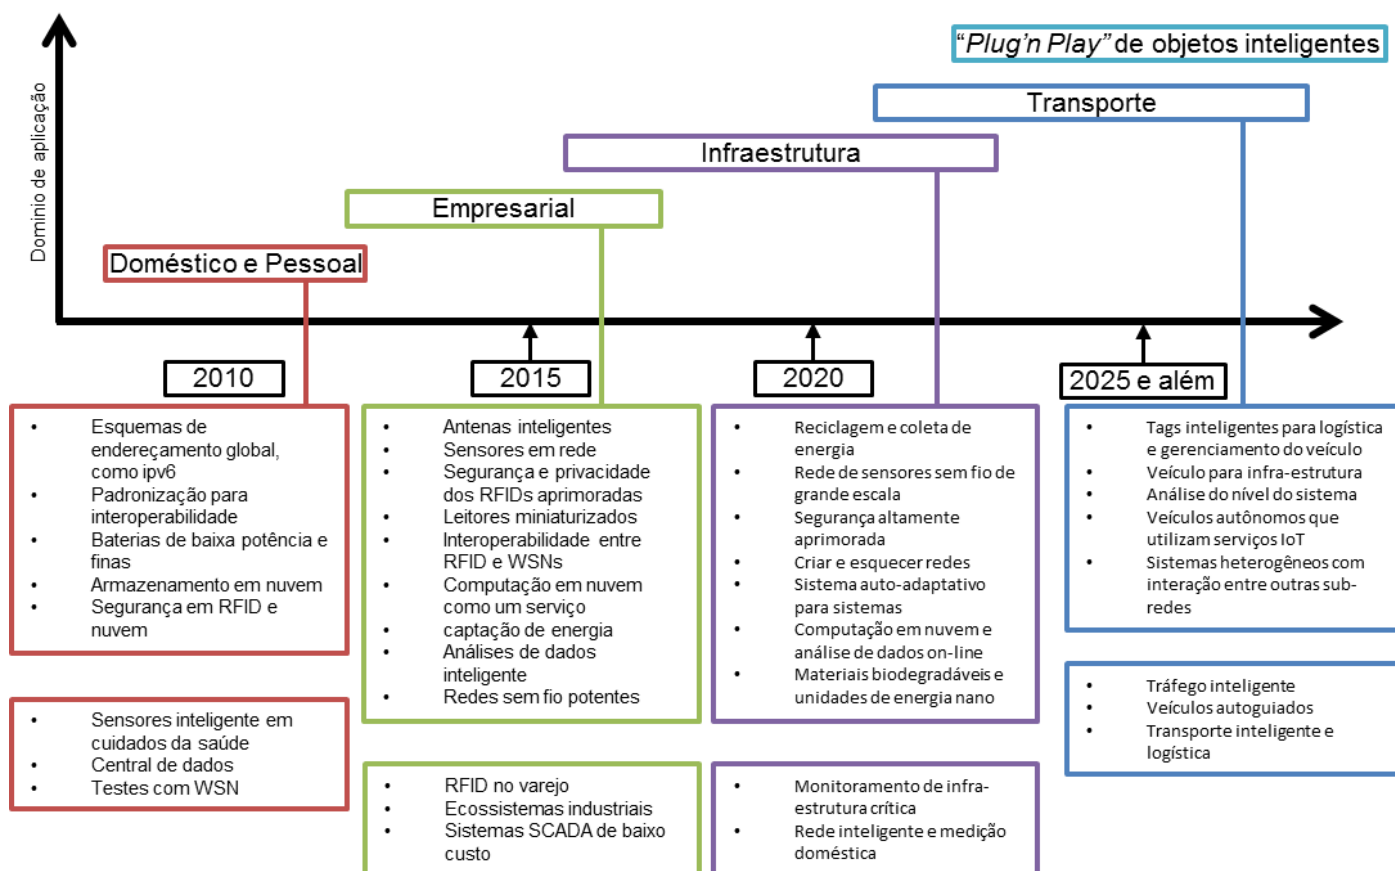 “Plug’n Play” de objetos inteligentes
Transporte
Infraestrutura
Empresarial
Doméstico e Pessoal
Dominio de aplicação
2010
2015
2020
2025 e além
• Esquemas de
endereçamento global,
como ipv6
• Padronização para
interoperabilidade
• Baterias de baixa potência e
finas
• Armazenamento em nuvem
• Segurança em RFID e
nuvem
• Sensores inteligente em
cuidados da saúde
• Central de dados
• Testes com WSN
• Antenas inteligentes
• Sensores em rede
• Segurança e privacidade
dos RFIDs aprimoradas
• Leitores miniaturizados
• Interoperabilidade entre
RFID e WSNs
• Computação em nuvem
como um serviço
• captação de energia
• Análises de dados
inteligente
• Redes sem fio potentes
• RFID no varejo
• Ecossistemas industriais
• Sistemas SCADA de baixo
custo
• Reciclagem e coleta de
energia
• Rede de sensores sem fio de
grande escala
• Segurança altamente
aprimorada
• Criar e esquecer redes
• Sistema auto-adaptativo
para sistemas
• Computação em nuvem e
análise de dados on-line
• Materiais biodegradáveis e
unidades de energia nano
• Monitoramento de infra-
estrutura crítica
• Rede inteligente e medição
doméstica
• Tags inteligentes para logística
e gerenciamento do veículo
• Veículo para infra-estrutura
• Análise do nível do sistema
• Veículos autônomos que
utilizam serviços IoT
• Sistemas heterogêneos com
interação entre outras sub-
redes
• Tráfego inteligente
• Veículos autoguiados
• Transporte inteligente e
logística